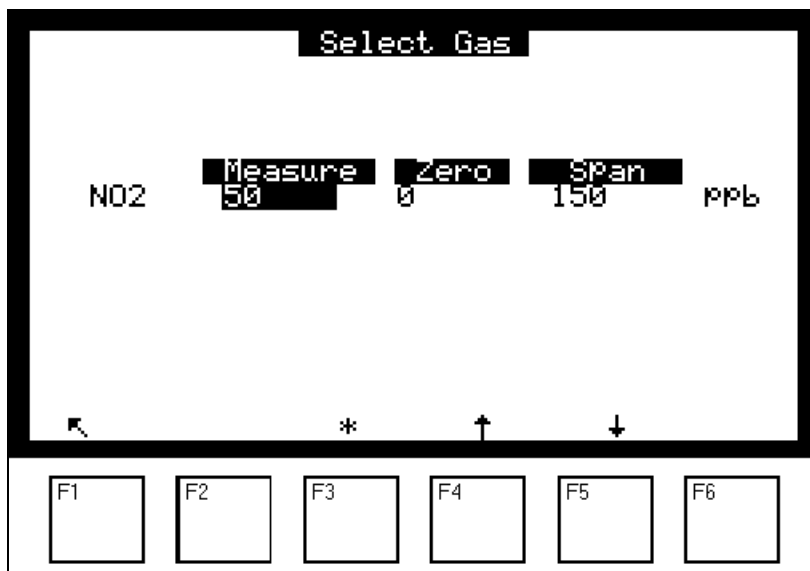 Select Gas
Measure Zero Span
NO2 50 0 150 ppb
*
F1 F2 F3 F4 F5 F6